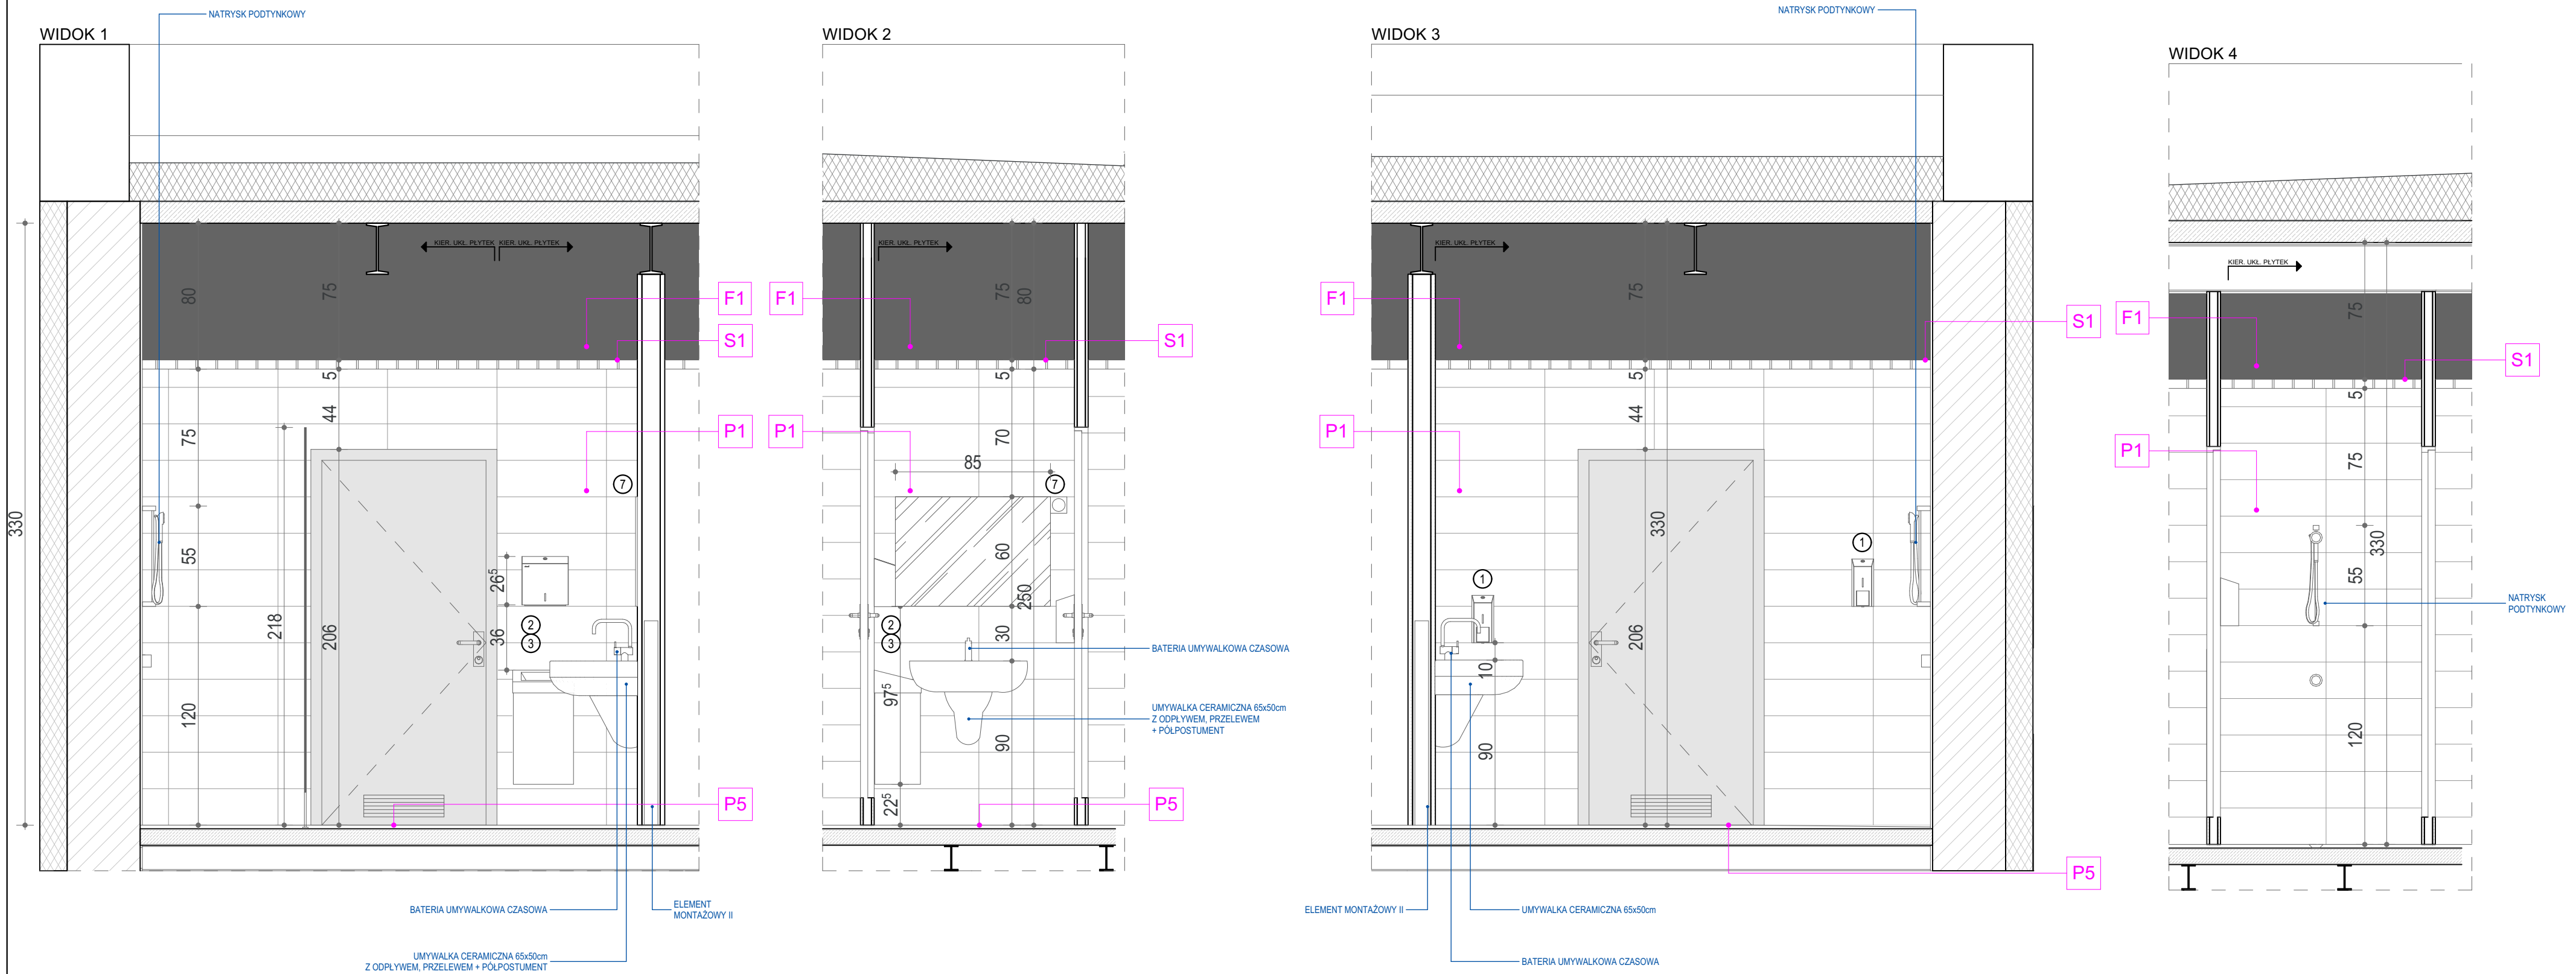 WIDOK 1
NATRYSK PODTYNKOWY
KIER. UKŁ. PŁYTEK
KIER. UKŁ. PŁYTEK
80
75
F1
S1
5
44
75
P1
7
330
55
26⁵
218
206
36
2
3
120
P5
BATERIA UMYWALKOWA CZASOWA
ELEMENT
MONTAŻOWY II
UMYWALKA CERAMICZNA 65x50cm
Z ODPŁYWEM, PRZELEWEM + PÓŁPOSTUMENT
WIDOK 2
KIER. UKŁ. PŁYTEK
75
80
F1
S1
5
70
P1
85
7
60
250
2
3
30
BATERIA UMYWALKOWA CZASOWA
97⁵
UMYWALKA CERAMICZNA 65x50cm
Z ODPŁYWEM, PRZELEWEM
+ PÓŁPOSTUMENT
90
22⁵
P5
WIDOK 3
NATRYSK PODTYNKOWY
KIER. UKŁ. PŁYTEK
75
F1
S1
5
44
P1
330
1
1
206
10
90
P5
ELEMENT MONTAŻOWY II
UMYWALKA CERAMICZNA 65x50cm
BATERIA UMYWALKOWA CZASOWA
WIDOK 4
KIER. UKŁ. PŁYTEK
75
F1
S1
5
P1
75
330
55
NATRYSK
PODTYNKOWY
120